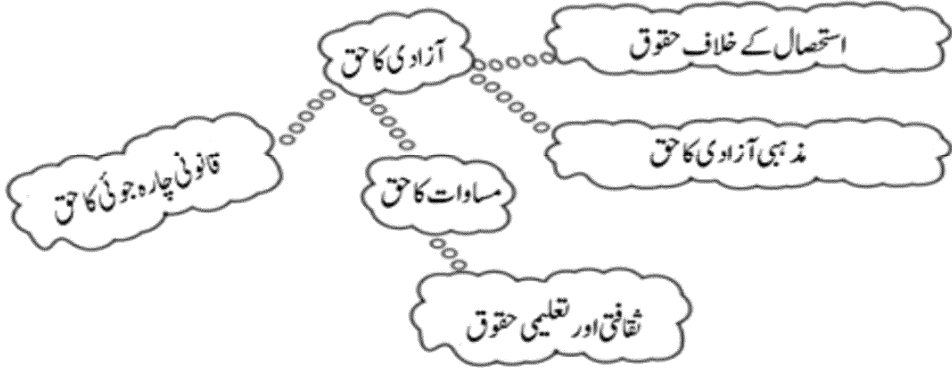 آزادی کا حق
استحصال کے خلاف حقوق
مذہبی آزادی کا حق
قانونی چارہ جوئی کا حق
مساوات کا حق
ثقافتی اور تعلیمی حقوق